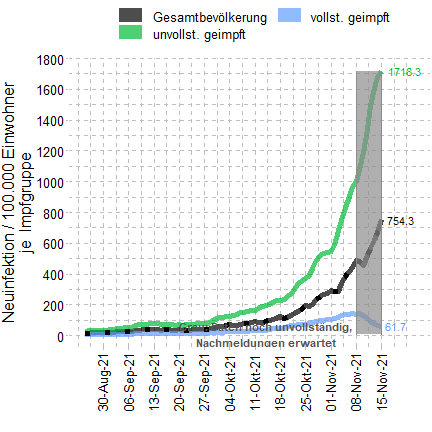 Gesamtbevölkerung
vollst. geimpft
unvollst. geimpft
Neuinfektion / 100.000 Einwohner
je Impfgruppe
1800
1600
1400
1200
1000
800
600
400
200
0
1718.3
754.3
61.7
noch unvollständig,
Nachmeldungen erwartet
30-Aug-21
06-Sep-21
13-Sep-21
20-Sep-21
27-Sep-21
04-Okt-21
11-Okt-21
18-Okt-21
25-Okt-21
01-Nov-21
08-Nov-21
15-Nov-21